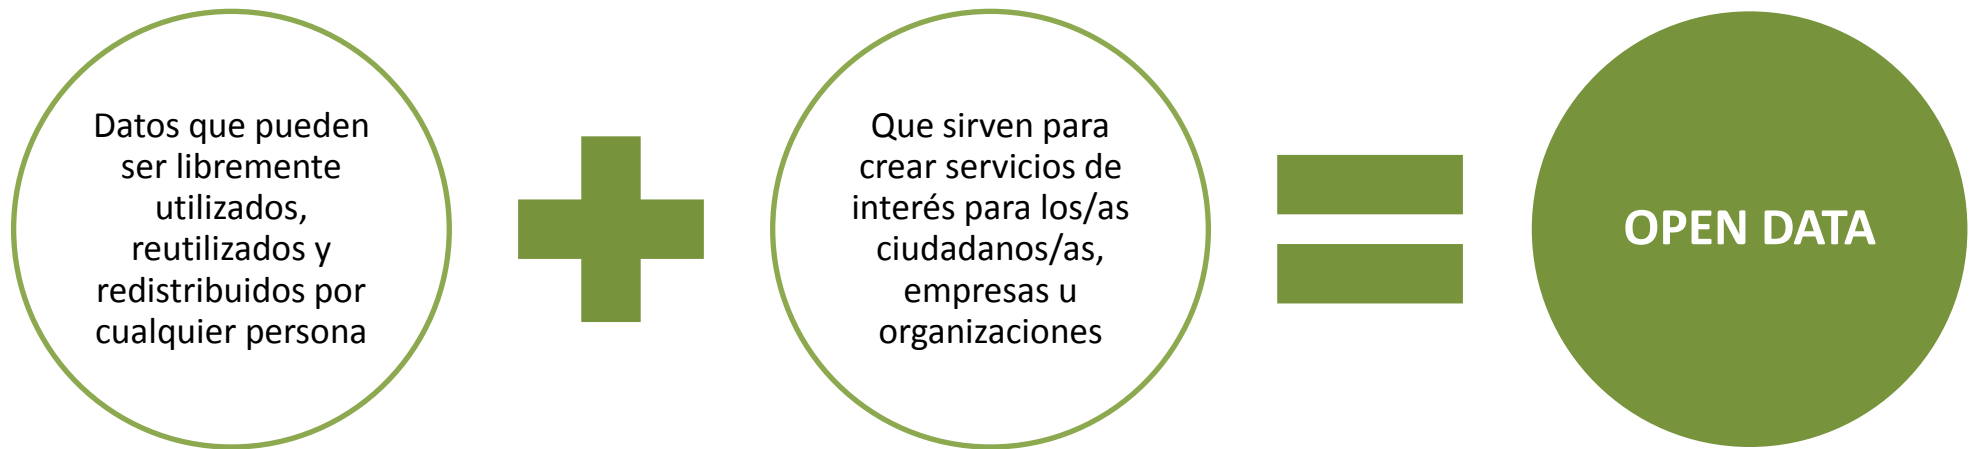 Datos que pueden
ser libremente
utilizados,
reutilizados y
redistribuidos por
cualquier persona
Que sirven para
crear servicios de
interés para los/as
ciudadanos/as,
empresas u
organizaciones
OPEN DATA